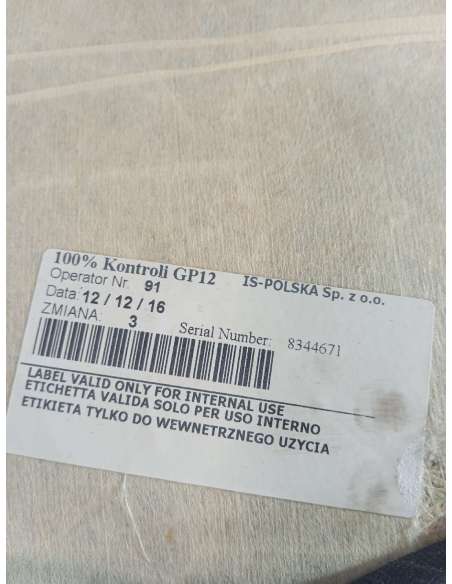 100% Kontroli GP12 IS-POLSKA Sp. z o.o.
Operator Nr. 91
Data: 12 / 12 / 16
ZMIANA: 3 Serial Number: 8344671
LABEL VALID ONLY FOR INTERNAL USE
ETICHETTA VALIDA SOLO PER USO INTERNO
ETIKIETA TYLKO DO WEWNETRZNEGO UZYCIA